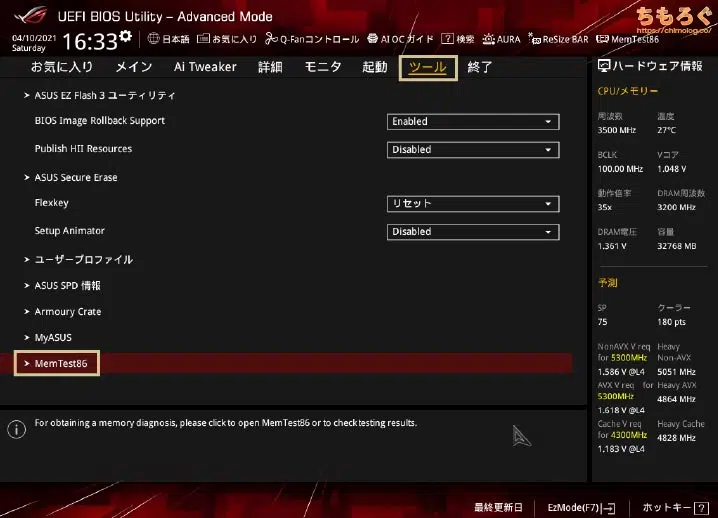 UEFI BIOS Utility – Advanced Mode
ちもろぐ
https://chimolog.co/
04/10/2021
Saturday
16:33
日本語
お気に入り
Q-Fanコントロール
AI OC ガイド
? 検索
AURA
ReSize BAR
MemTest86
お気に入り
メイン
Ai Tweaker
詳細
モニタ
起動
ツール
終了
ASUS EZ Flash 3 ユーティリティ
BIOS Image Rollback Support
Enabled
Publish HII Resources
Disabled
ASUS Secure Erase
Flexkey
リセット
Setup Animator
Disabled
ユーザープロファイル
ASUS SPD 情報
Armoury Crate
MyASUS
MemTest86
For obtaining a memory diagnosis, please click to open MemTest86 or to checktesting results.
ハードウェア情報
CPU/メモリー
周波数 温度
3500 MHz 27°C
BCLK Vコア
100.00 MHz 1.048 V
動作倍率 DRAM周波数
35x 3200 MHz
DRAM電圧 容量
1.361 V 32768 MB
予測
SP クーラー
75 180 pts
NonAVX V req Heavy
for 5300MHz Non-AVX
1.586 V @L4 5051 MHz
AVX V req for Heavy AVX
5300MHz 4864 MHz
1.618 V @L4
Cache V req Heavy Cache
for 4300MHz 4828 MHz
1.183 V @L4
最終更新日
EzMode(F7)
ホットキー ?